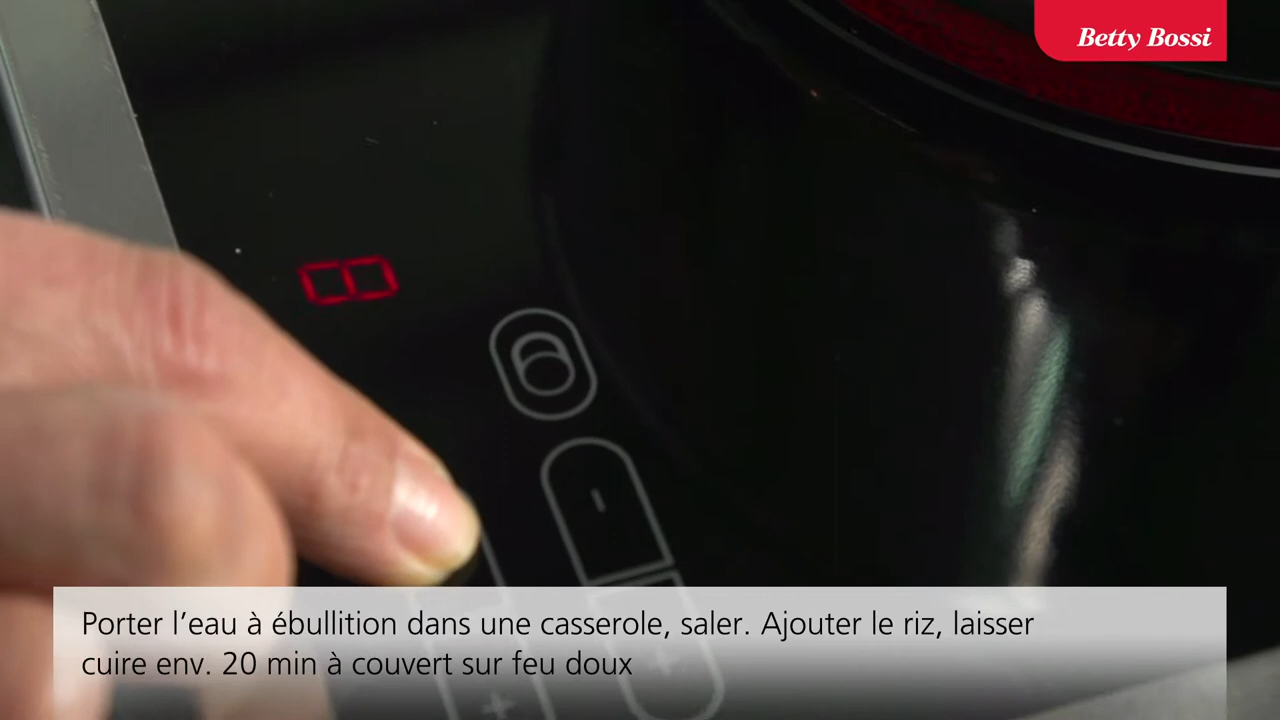 Betty Bossi
Porter l’eau à ébullition dans une casserole, saler. Ajouter le riz, laisser
cuire env. 20 min à couvert sur feu doux